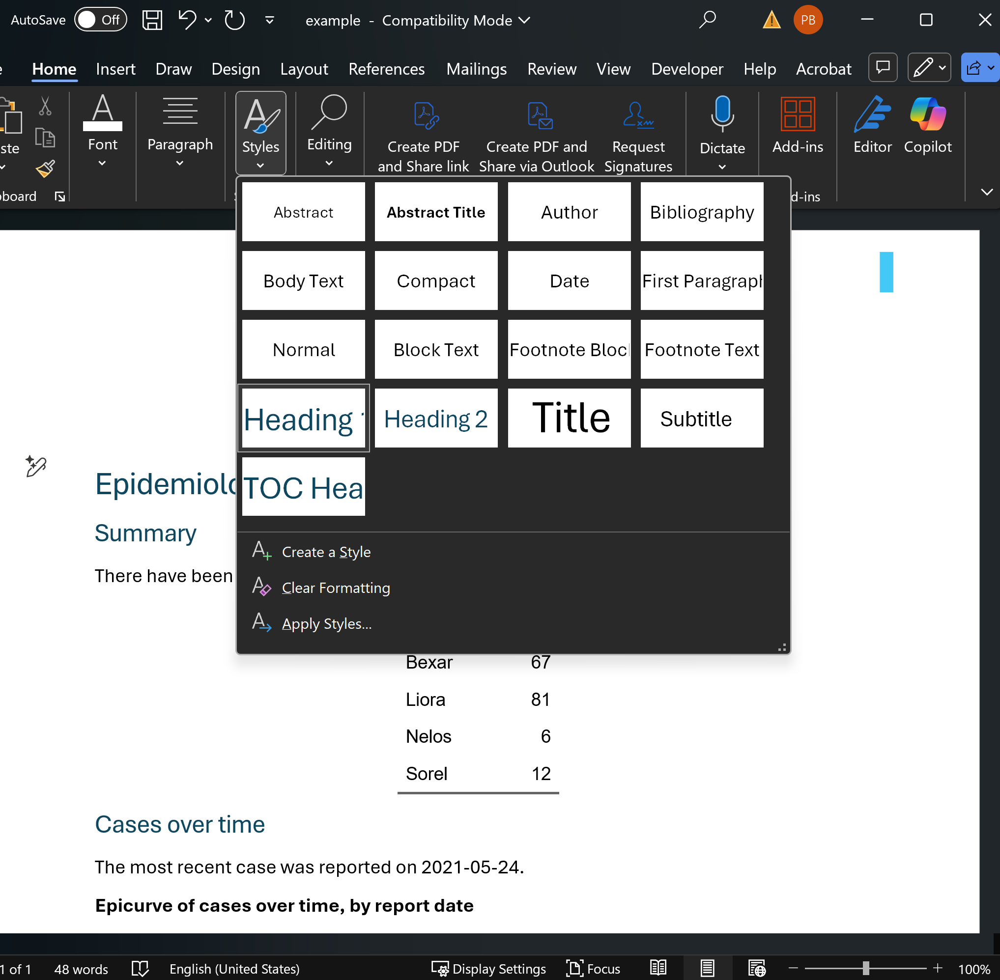 AutoSave Off example - Compatibility Mode PB
Home Insert Draw Design Layout References Mailings Review View Developer Help Acrobat
ste
Font
Paragraph
Styles
Editing
Create PDF
and Share link
Create PDF and
Share via Outlook
Request
Signatures
Dictate
Add-ins
Editor
Copilot
board
d-ins
Abstract Abstract Title Author Bibliography
Body Text Compact Date First Paragraph
Normal Block Text Footnote Bloc Footnote Text
Heading 1 Heading 2 Title Subtitle
TOC Hea
Create a Style
Clear Formatting
Apply Styles...
Epidemiolo
Summary
There have been
Bexar 67
Liora 81
Nelos 6
Sorel 12
Cases over time
The most recent case was reported on 2021-05-24.
Epicurve of cases over time, by report date
1 of 1 48 words English (United States) Display Settings Focus 100%